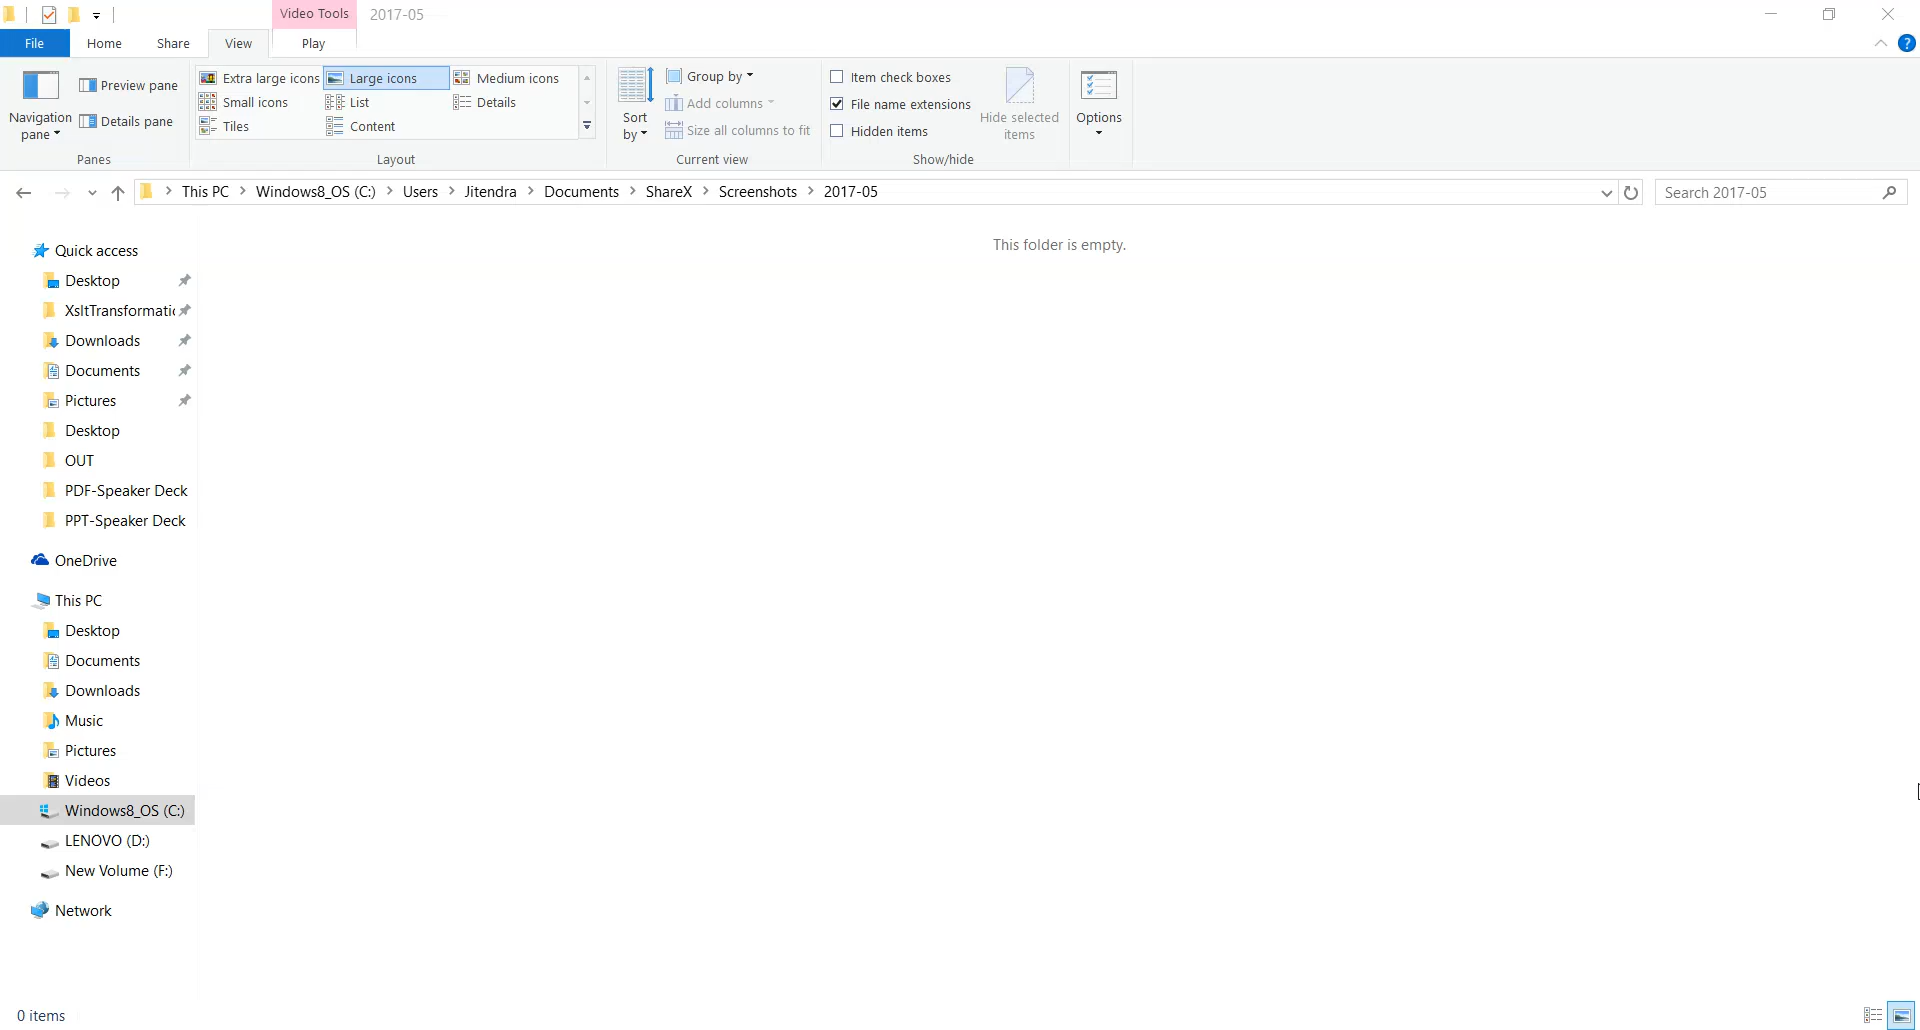 Video Tools 2017-05
File Home Share View Play
Navigation pane
Preview pane
Details pane
Panes
Extra large icons Large icons Medium icons
Small icons List Details
Tiles Content
Layout
Sort by
Group by
Add columns
Size all columns to fit
Current view
Item check boxes
File name extensions
Hidden items
Hide selected items
Show/hide
Options
This PC Windows8_OS (C:) Users Jitendra Documents ShareX Screenshots 2017-05
Search 2017-05
This folder is empty.
Quick access
Desktop
XsltTransformatic
Downloads
Documents
Pictures
Desktop
OUT
PDF-Speaker Deck
PPT-Speaker Deck
OneDrive
This PC
Desktop
Documents
Downloads
Music
Pictures
Videos
Windows8_OS (C:)
LENOVO (D:)
New Volume (F:)
Network
0 items